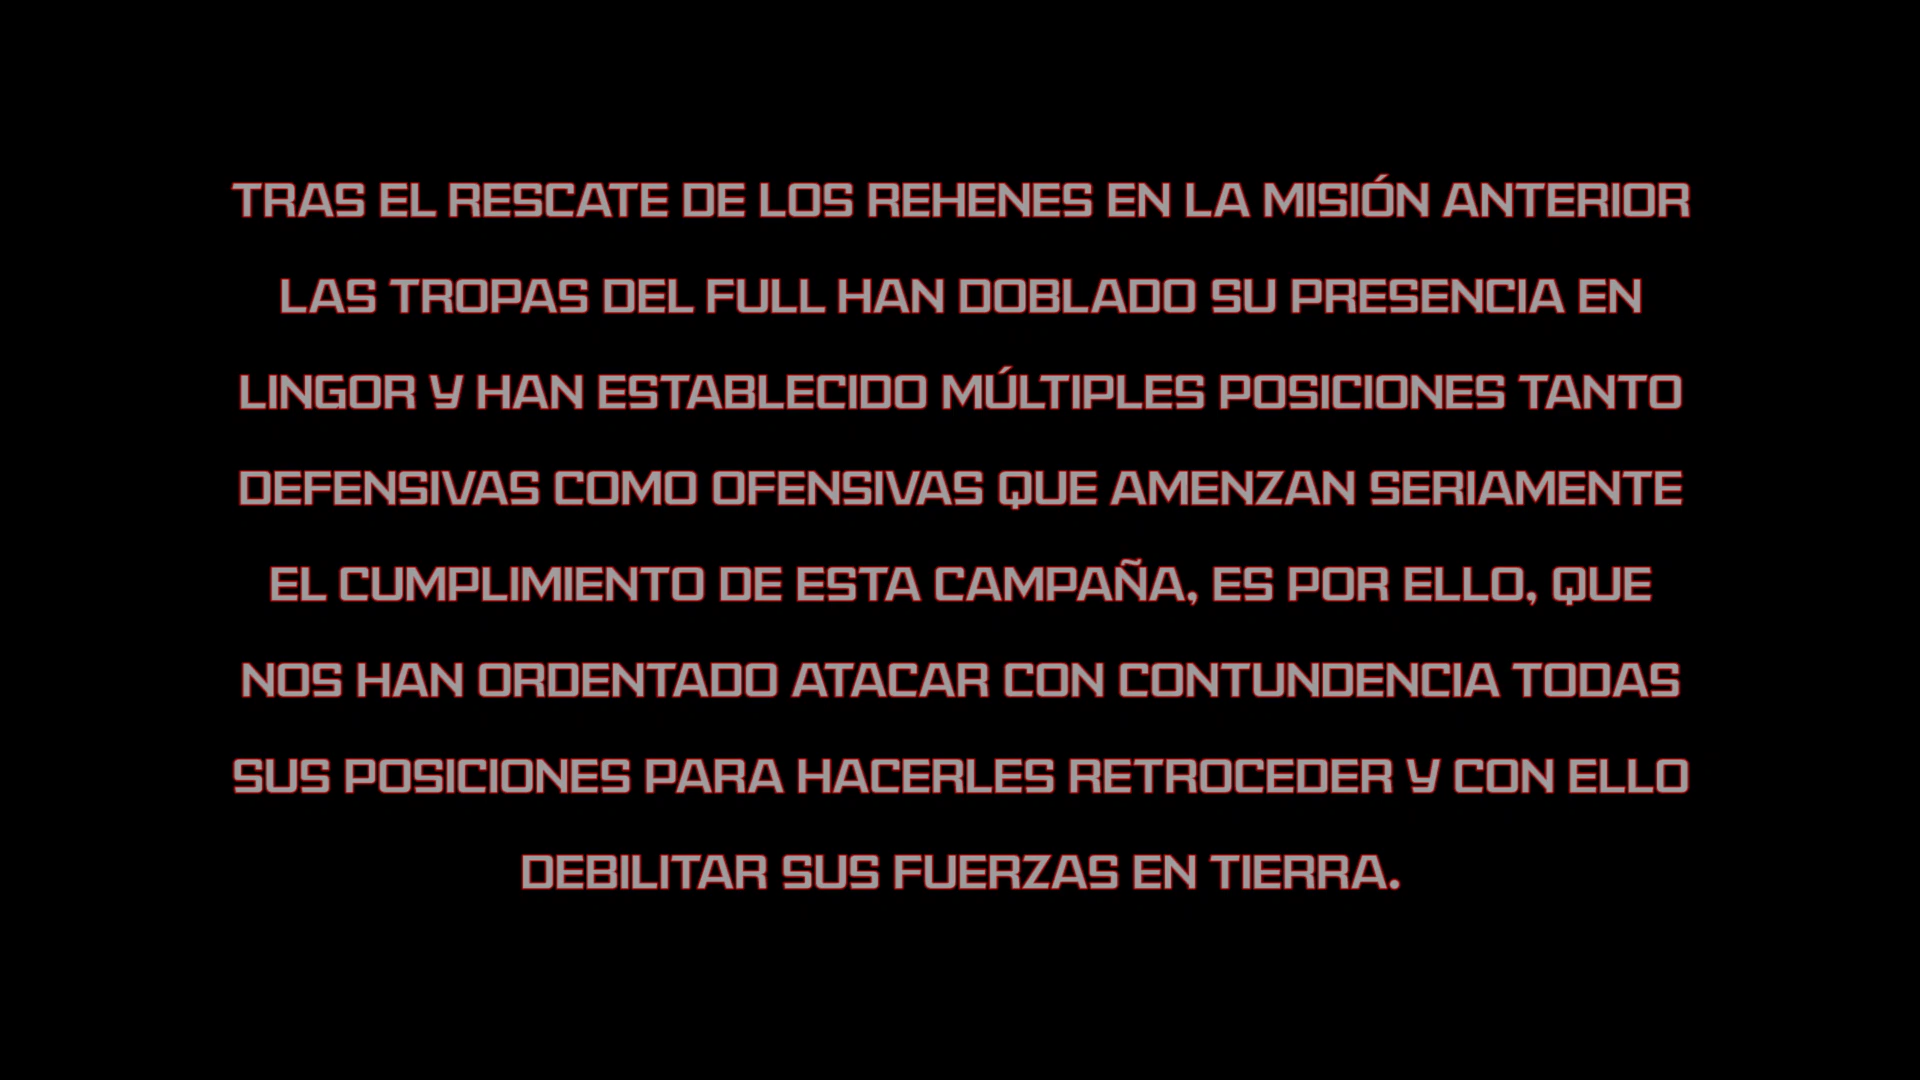 TRAS EL RESCATE DE LOS REHENES EN LA MISIÓN ANTERIOR
LAS TROPAS DEL FULL HAN DOBLADO SU PRESENCIA EN
LINGOR Y HAN ESTABLECIDO MÚLTIPLES POSICIONES TANTO
DEFENSIVAS COMO OFENSIVAS QUE AMENZAN SERIAMENTE
EL CUMPLIMIENTO DE ESTA CAMPAÑA, ES POR ELLO, QUE
NOS HAN ORDENTADO ATACAR CON CONTUNDENCIA TODAS
SUS POSICIONES PARA HACERLES RETROCEDER Y CON ELLO
DEBILITAR SUS FUERZAS EN TIERRA.